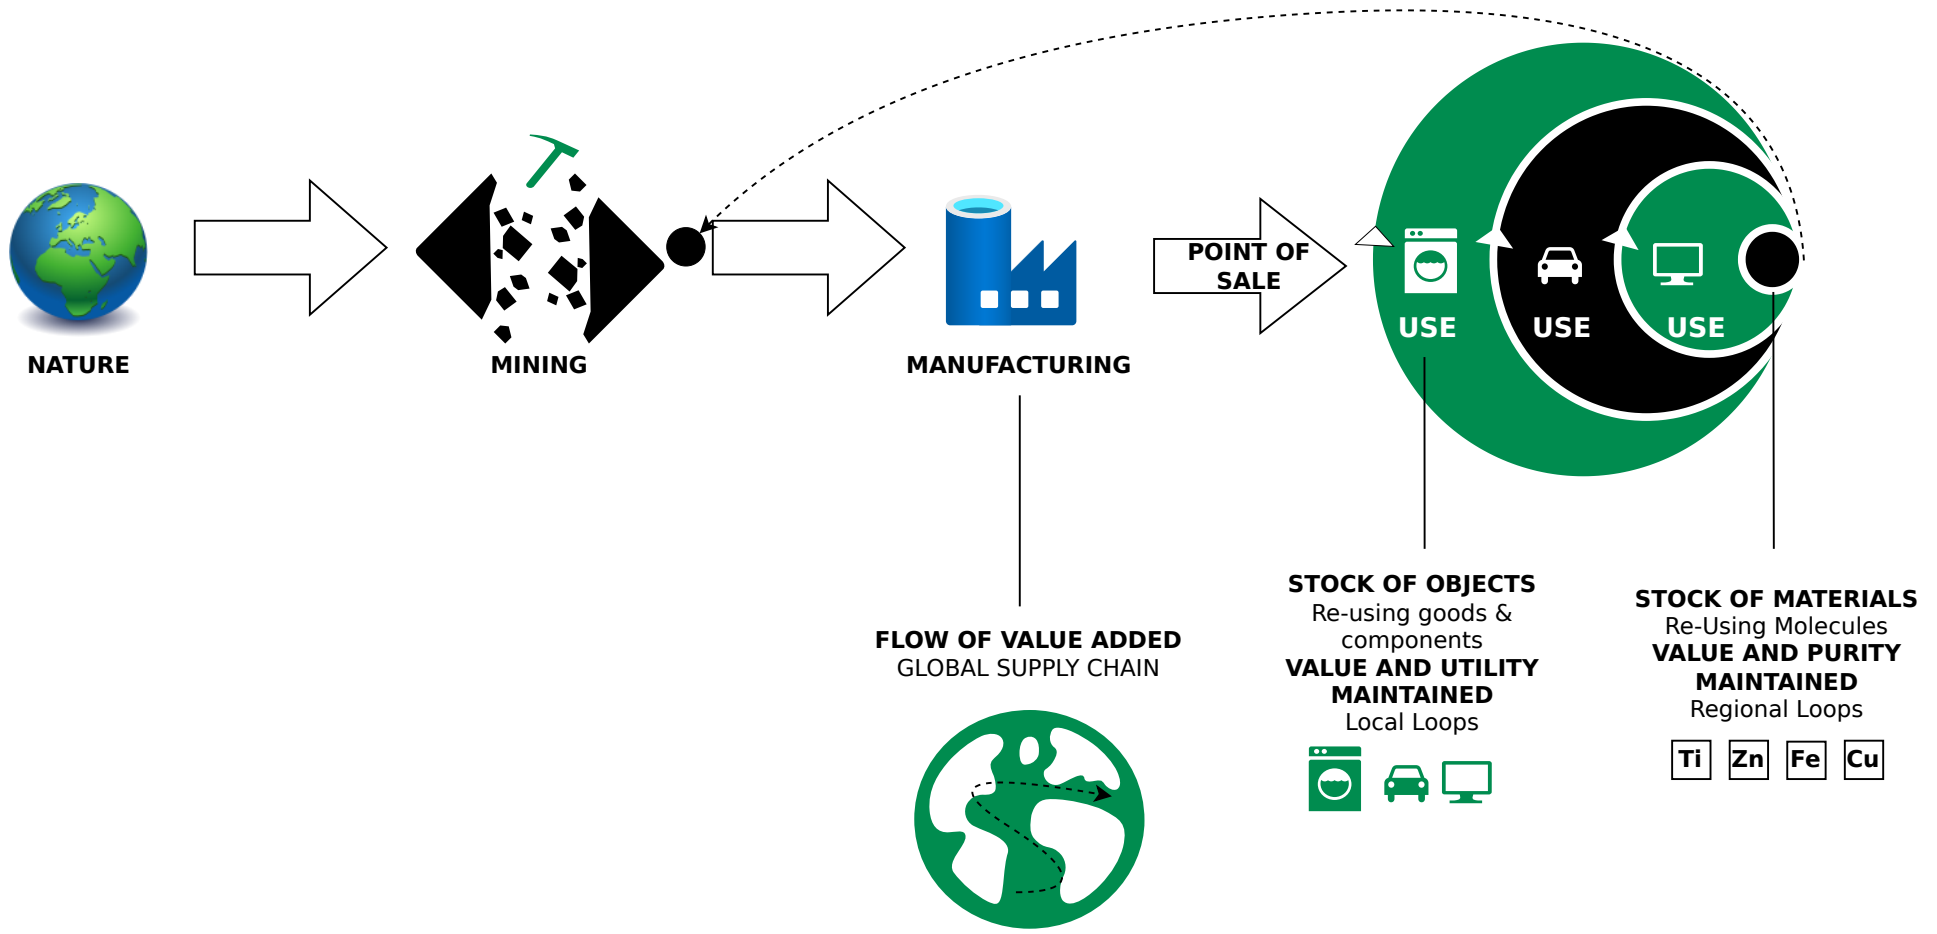 NATURE
MINING
MANUFACTURING
POINT OF
SALE
USE
USE
USE
FLOW OF VALUE ADDED
GLOBAL SUPPLY CHAIN
STOCK OF OBJECTS
Re-using goods &
components
VALUE AND UTILITY
MAINTAINED
Local Loops
STOCK OF MATERIALS
Re-Using Molecules
VALUE AND PURITY
MAINTAINED
Regional Loops
Ti Zn Fe Cu